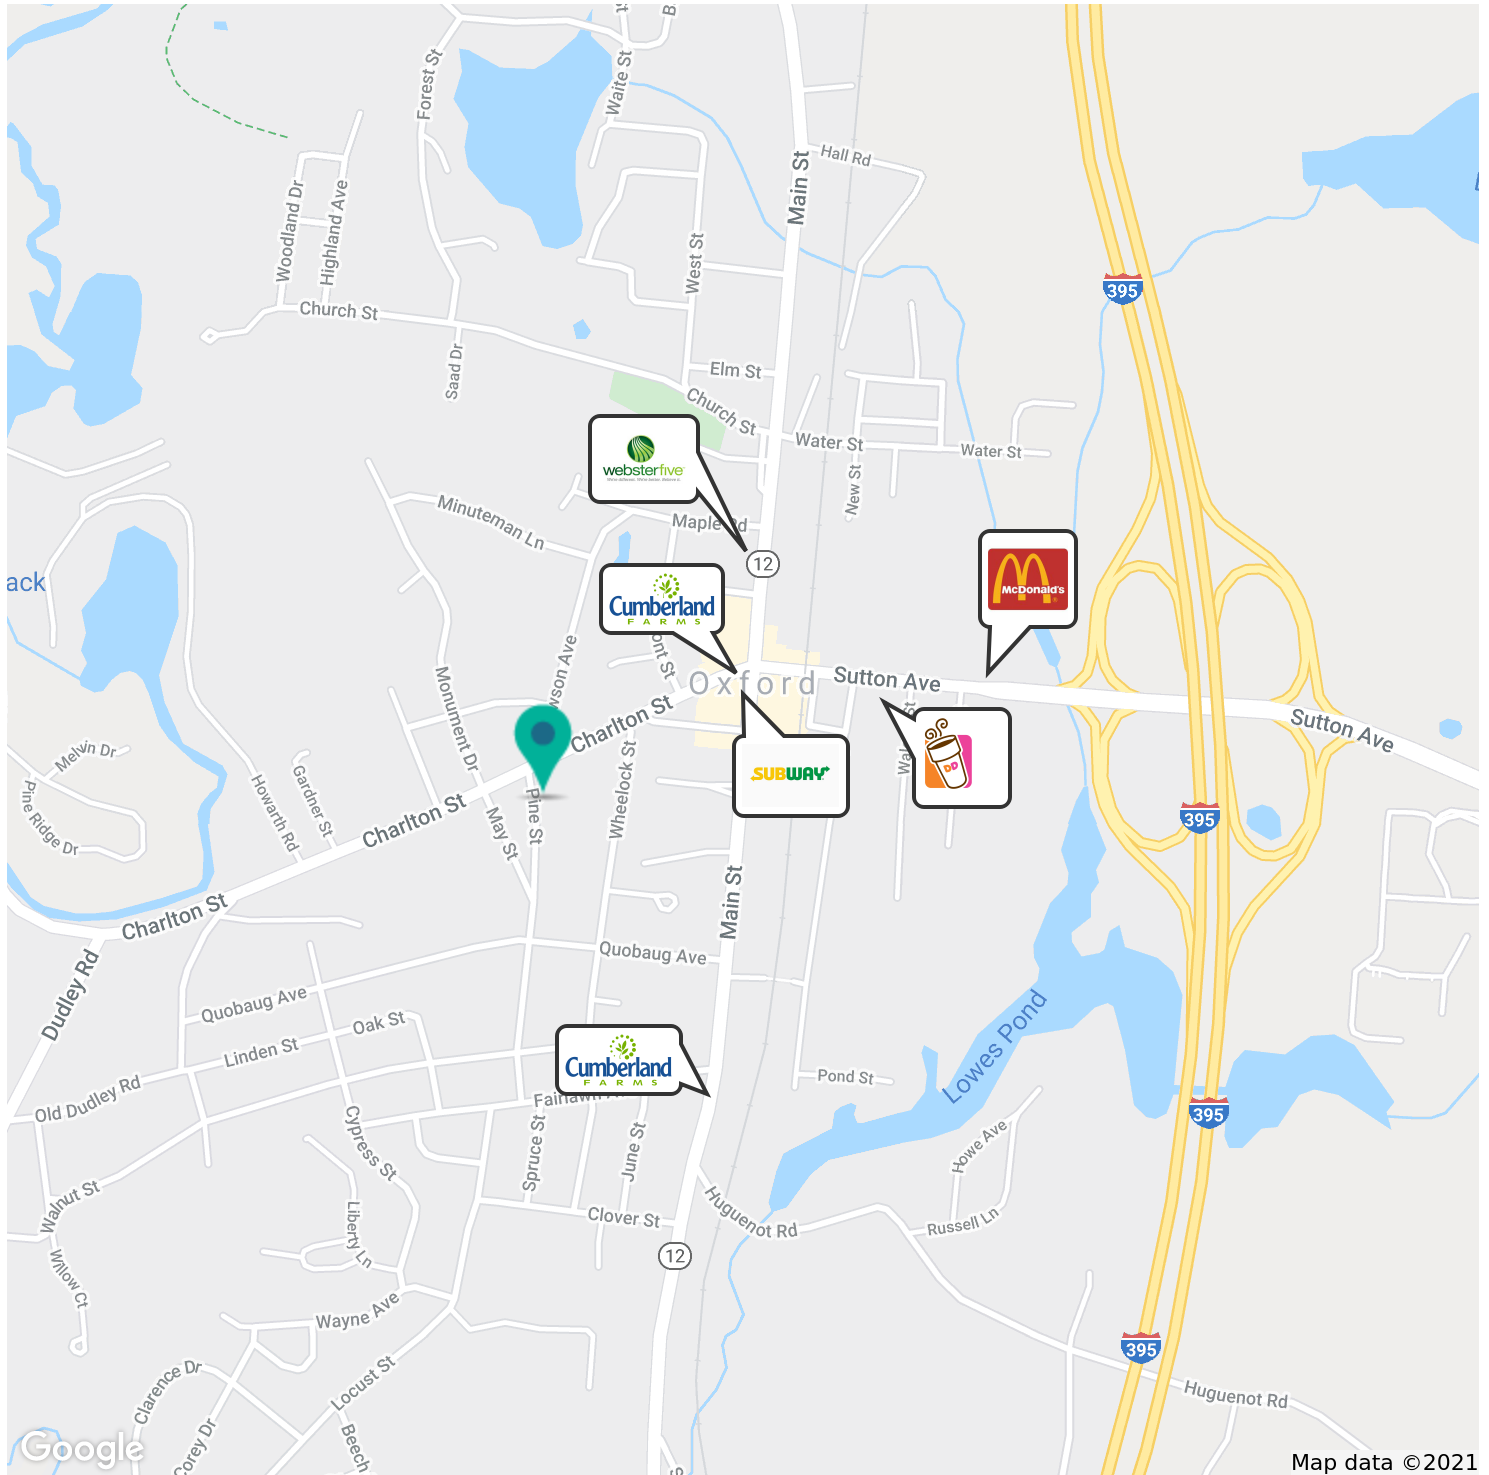 Forest St
Waite St
Main St
Hall Rd
Woodland Dr
Highland Ave
West St
395
Church St
Saad Dr
Elm St
Church St
Water St
Water St
New St
websterfive
Minuteman Ln
Maple Rd
12
ack
McDonald's
Cumberland
FARMS
Sutton Ave
Oxford
Monument Dr
Charlton St
Sutton Ave
Melvin Dr
Pine Ridge Dr
Howarth Rd
Gardner St
Charlton St
May St
Pine St
Wheelock St
SUBWAY
DD
395
Charlton St
Main St
Dudley Rd
Quobaug Ave
Quobaug Ave
Oak St
Linden St
Lowes Pond
Cumberland
FARMS
Pond St
Old Dudley Rd
395
Cypress St
Spruce St
June St
Howe Ave
Walnut St
Liberty Ln
Clover St
Huguenot Rd
Russell Ln
12
Willow Ct
Wayne Ave
395
Clarence Dr
Locust St
Huguenot Rd
Corey Dr
Beech
Google
Map data ©2021